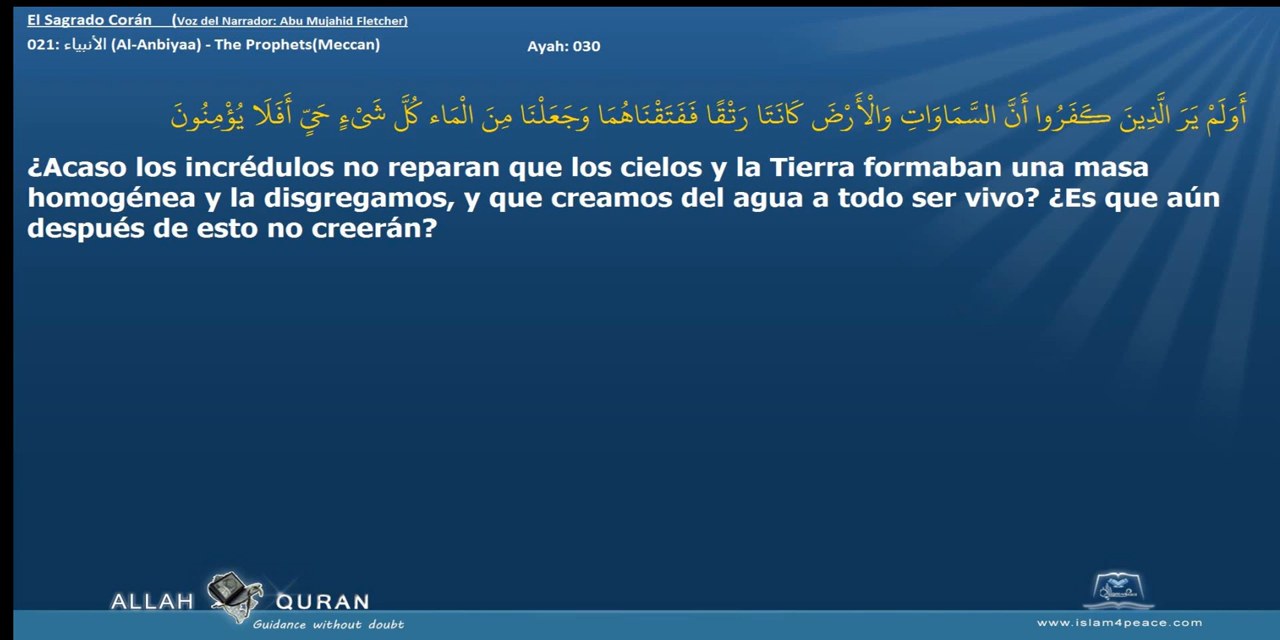 El Sagrado Corán (Voz del Narrador: Abu Mujahid Fletcher)
021: الأنبياء (Al-Anbiyaa) - The Prophets(Meccan) Ayah: 030
أَوَلَمْ يَرَ الَّذِينَ كَفَرُوا أَنَّ السَّمَاوَاتِ وَالْأَرْضَ كَانَتَا رَتْقًا فَفَتَقْنَاهُمَا وَجَعَلْنَا مِنَ الْمَاء كُلَّ شَيْءٍ حَيٍّ أَفَلَا يُؤْمِنُونَ
¿Acaso los incrédulos no reparan que los cielos y la Tierra formaban una masa
homogénea y la disgregamos, y que creamos del agua a todo ser vivo? ¿Es que aún
después de esto no creerán?
ALLAH QURAN
Guidance without doubt
www.islam4peace.com